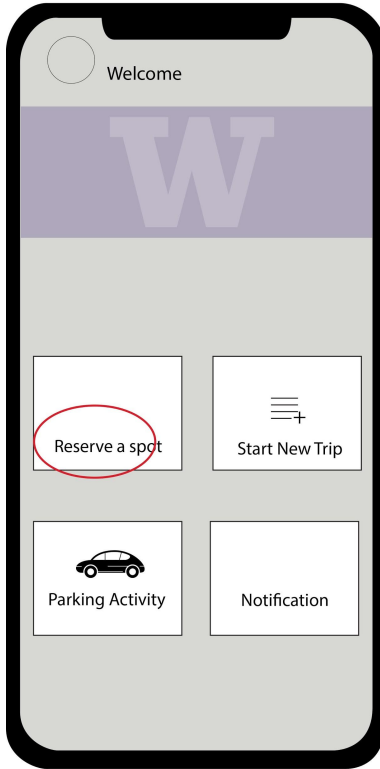 Welcome
W
Reserve a spot
Start New Trip
Parking Activity
Notification